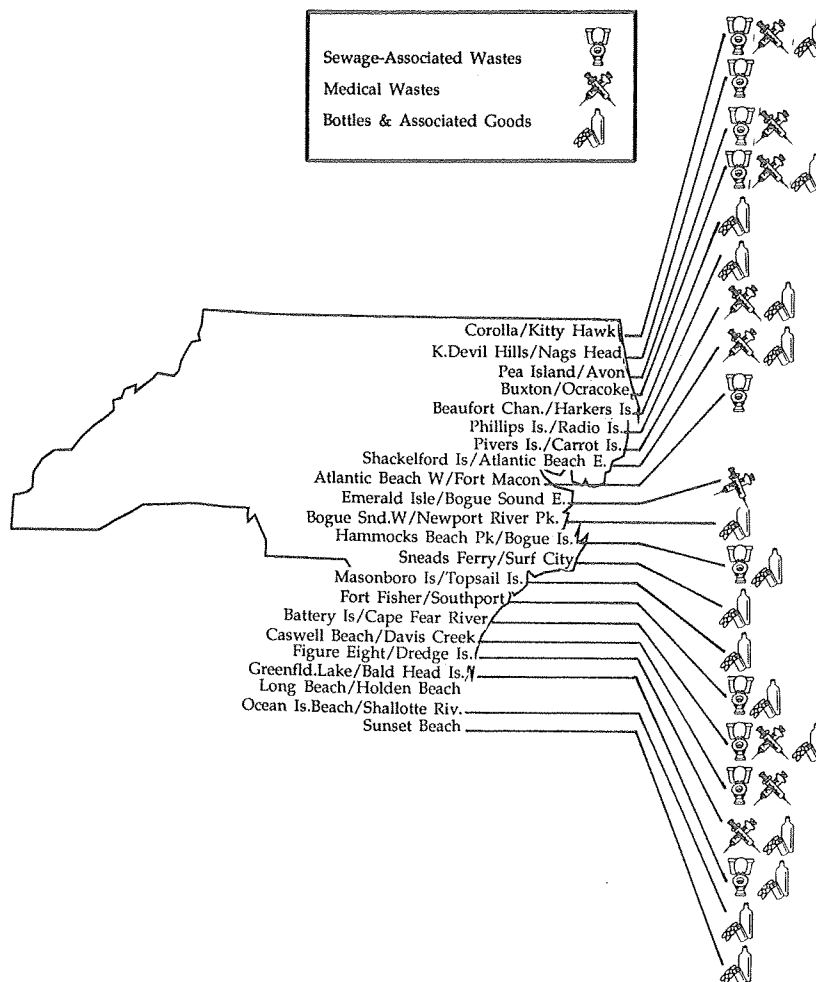 Sewage-Associated Wastes
Medical Wastes
Bottles & Associated Goods
Corolla/Kitty Hawk
K.Devil Hills/Nags Head
Pea Island/Avon
Buxton/Ocracoke
Beaufort Chan./Harkers Is.
Phillips Is./Radio Is.
Pivers Is./Carrot Is.
Shackelford Is/Atlantic Beach E.
Atlantic Beach W/Fort Macon
Emerald Isle/Bogue Sound E.
Bogue Snd.W/Newport River Pk.
Hammocks Beach Pk/Bogue Is.
Sneads Ferry/Surf City
Masonboro Is/Topsail Is.
Fort Fisher/Southport
Battery Is/Cape Fear River
Caswell Beach/Davis Creek
Figure Eight/Dredge Is.
Greenfld.Lake/Bald Head Is.
Long Beach/Holden Beach
Ocean Is.Beach/Shallotte Riv.
Sunset Beach